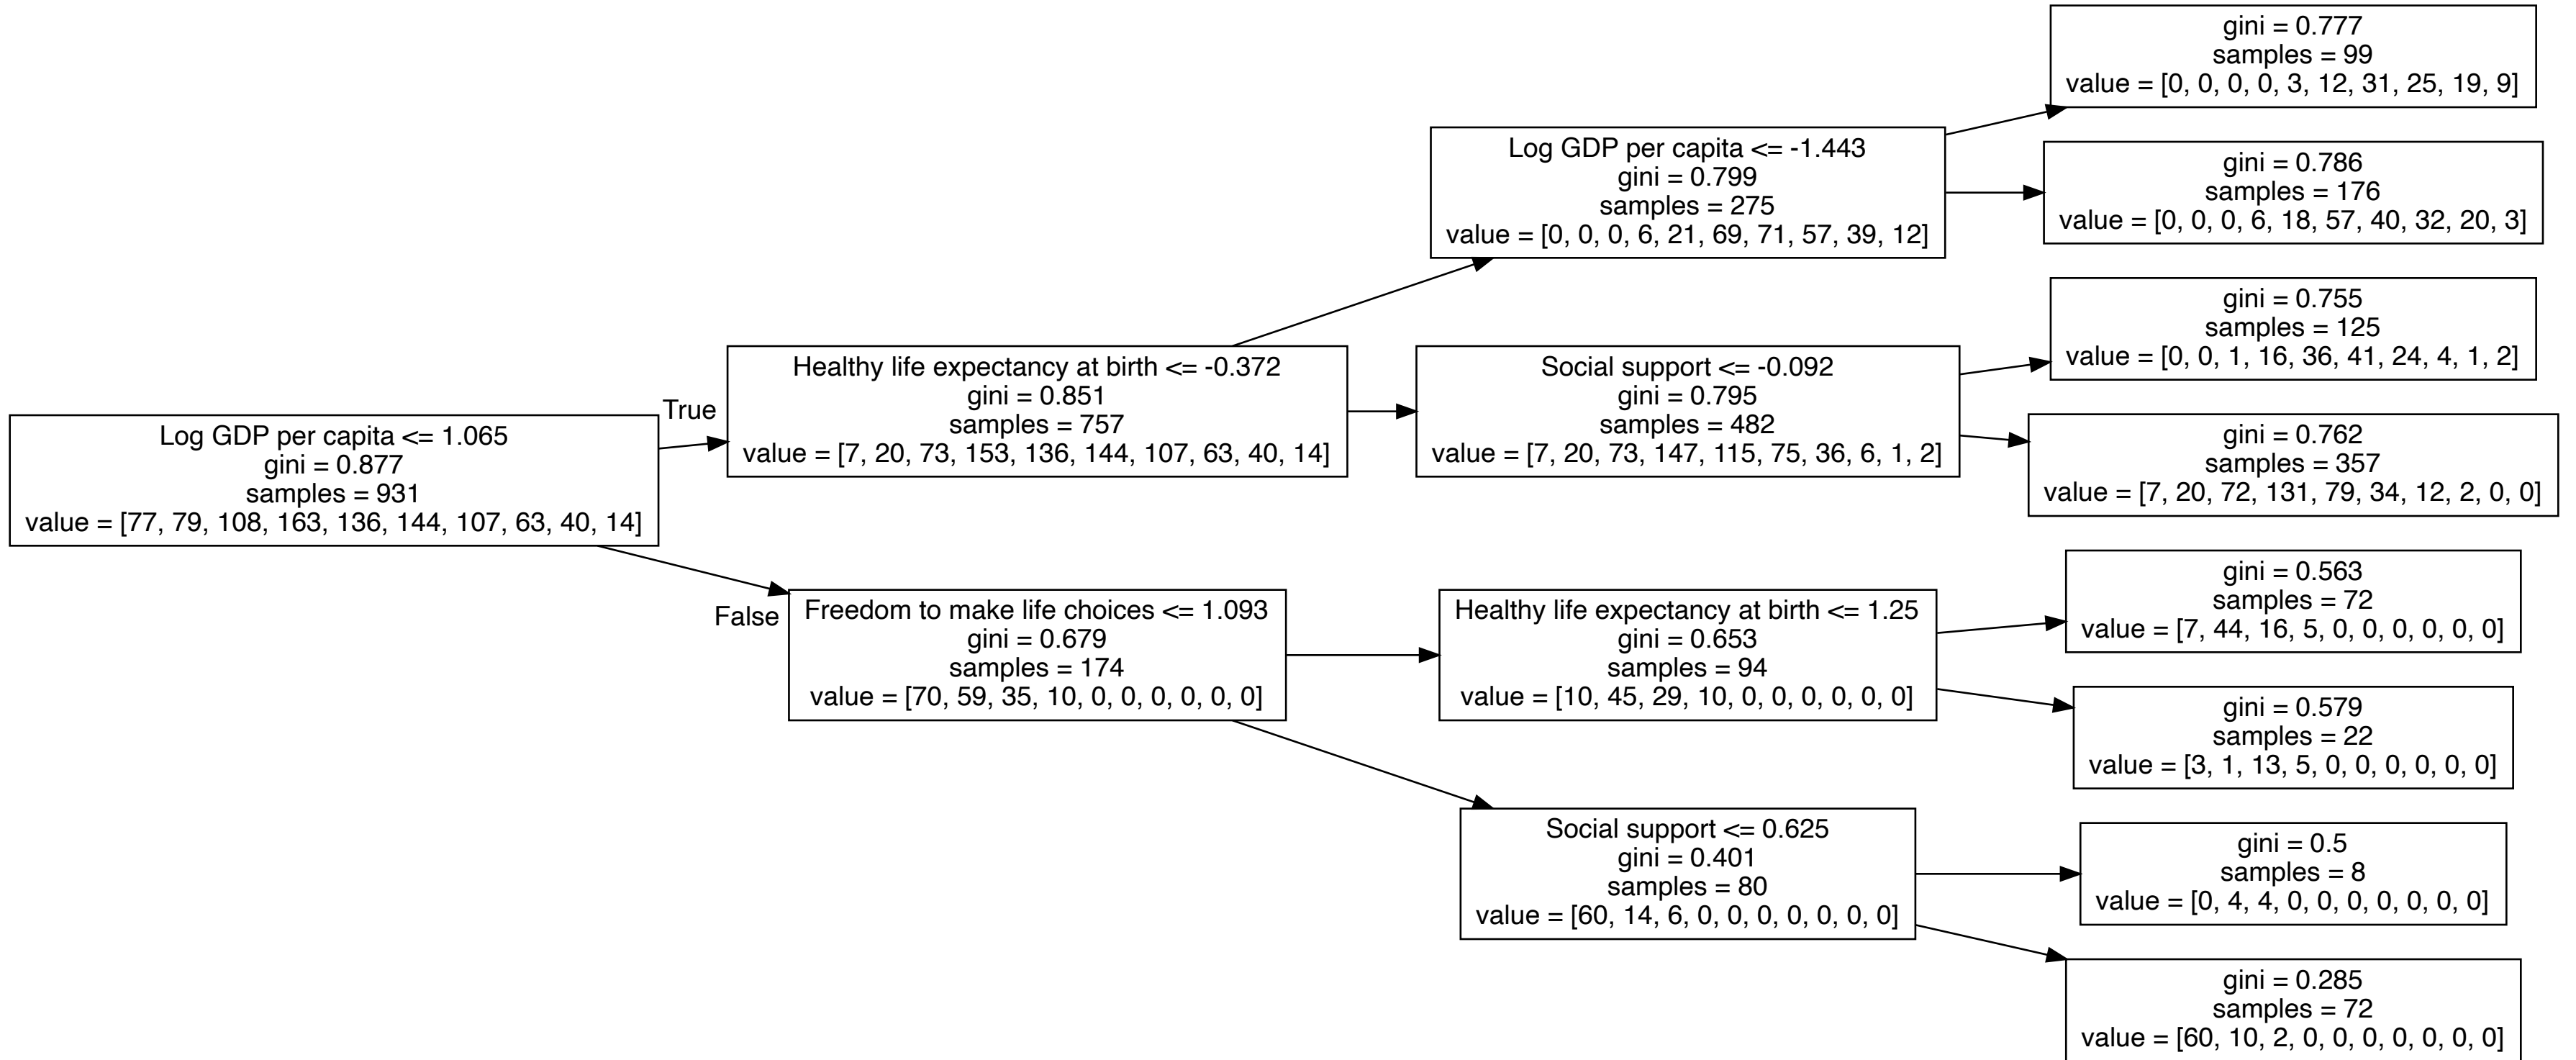 Log GDP per capita <= 1.065
gini = 0.877
samples = 931
value = [77, 79, 108, 163, 136, 144, 107, 63, 40, 14]
True
False
Healthy life expectancy at birth <= -0.372
gini = 0.851
samples = 757
value = [7, 20, 73, 153, 136, 144, 107, 63, 40, 14]
Freedom to make life choices <= 1.093
gini = 0.679
samples = 174
value = [70, 59, 35, 10, 0, 0, 0, 0, 0, 0]
Log GDP per capita <= -1.443
gini = 0.799
samples = 275
value = [0, 0, 0, 6, 21, 69, 71, 57, 39, 12]
Social support <= -0.092
gini = 0.795
samples = 482
value = [7, 20, 73, 147, 115, 75, 36, 6, 1, 2]
Healthy life expectancy at birth <= 1.25
gini = 0.653
samples = 94
value = [10, 45, 29, 10, 0, 0, 0, 0, 0, 0]
Social support <= 0.625
gini = 0.401
samples = 80
value = [60, 14, 6, 0, 0, 0, 0, 0, 0, 0]
gini = 0.777
samples = 99
value = [0, 0, 0, 0, 3, 12, 31, 25, 19, 9]
gini = 0.786
samples = 176
value = [0, 0, 0, 6, 18, 57, 40, 32, 20, 3]
gini = 0.755
samples = 125
value = [0, 0, 1, 16, 36, 41, 24, 4, 1, 2]
gini = 0.762
samples = 357
value = [7, 20, 72, 131, 79, 34, 12, 2, 0, 0]
gini = 0.563
samples = 72
value = [7, 44, 16, 5, 0, 0, 0, 0, 0, 0]
gini = 0.579
samples = 22
value = [3, 1, 13, 5, 0, 0, 0, 0, 0, 0]
gini = 0.5
samples = 8
value = [0, 4, 4, 0, 0, 0, 0, 0, 0, 0]
gini = 0.285
samples = 72
value = [60, 10, 2, 0, 0, 0, 0, 0, 0, 0]